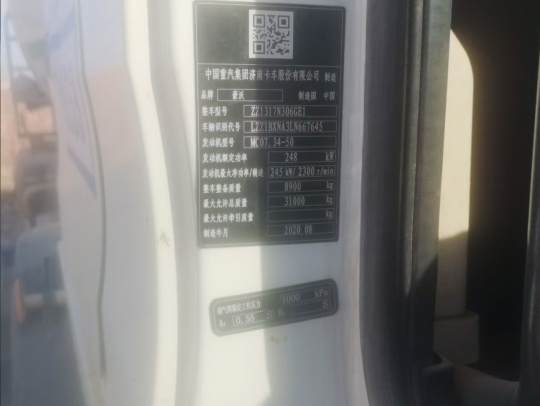 中国重汽集团济南卡车股份有限公司 制造
品牌 豪沃 制造国 中国
整车型号 ZZ1317N306GE1
车辆识别代号 LZZ1BXNA3LN667645
发动机型号 MC07.34-50
发动机额定功率 248 kW
发动机最大净功率/转速 245 kW/2300 r/min
整车整备质量 8900 kg
最大允许总质量 31000 kg
最大允许牵引质量 kg
制造年月 2020 08
1000 kPa